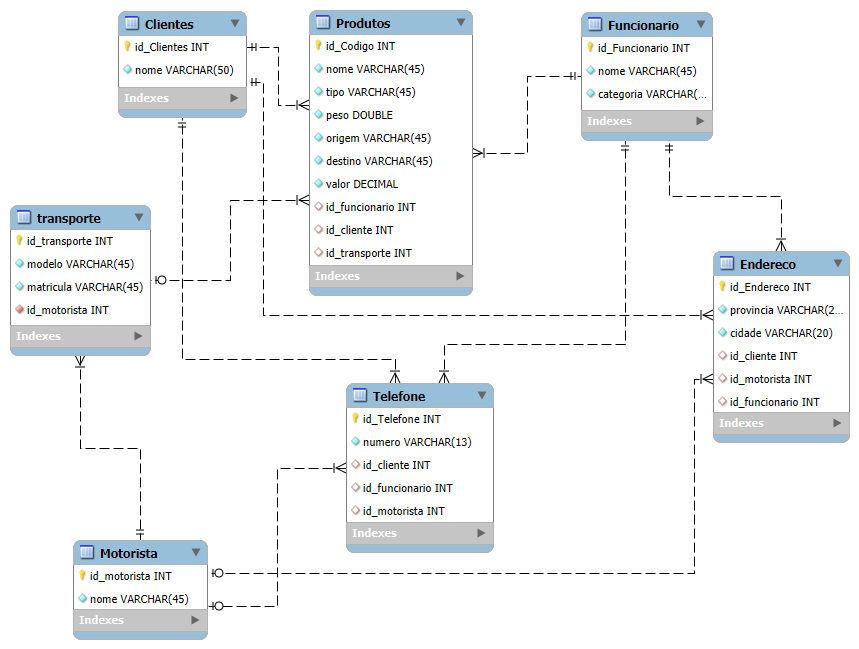 Clientes
id_Clientes INT
nome VARCHAR(50)
Indexes
Produtos
id_Codigo INT
nome VARCHAR(45)
tipo VARCHAR(45)
peso DOUBLE
origem VARCHAR(45)
destino VARCHAR(45)
valor DECIMAL
id_funcionario INT
id_cliente INT
id_transporte INT
Indexes
Funcionario
id_Funcionario INT
nome VARCHAR(45)
categoria VARCHAR(...
Indexes
transporte
id_transporte INT
modelo VARCHAR(45)
matricula VARCHAR(45)
id_motorista INT
Indexes
Endereco
id_Endereco INT
provincia VARCHAR(2...
cidade VARCHAR(20)
id_cliente INT
id_motorista INT
id_funcionario INT
Indexes
Telefone
id_Telefone INT
numero VARCHAR(13)
id_cliente INT
id_funcionario INT
id_motorista INT
Indexes
Motorista
id_motorista INT
nome VARCHAR(45)
Indexes